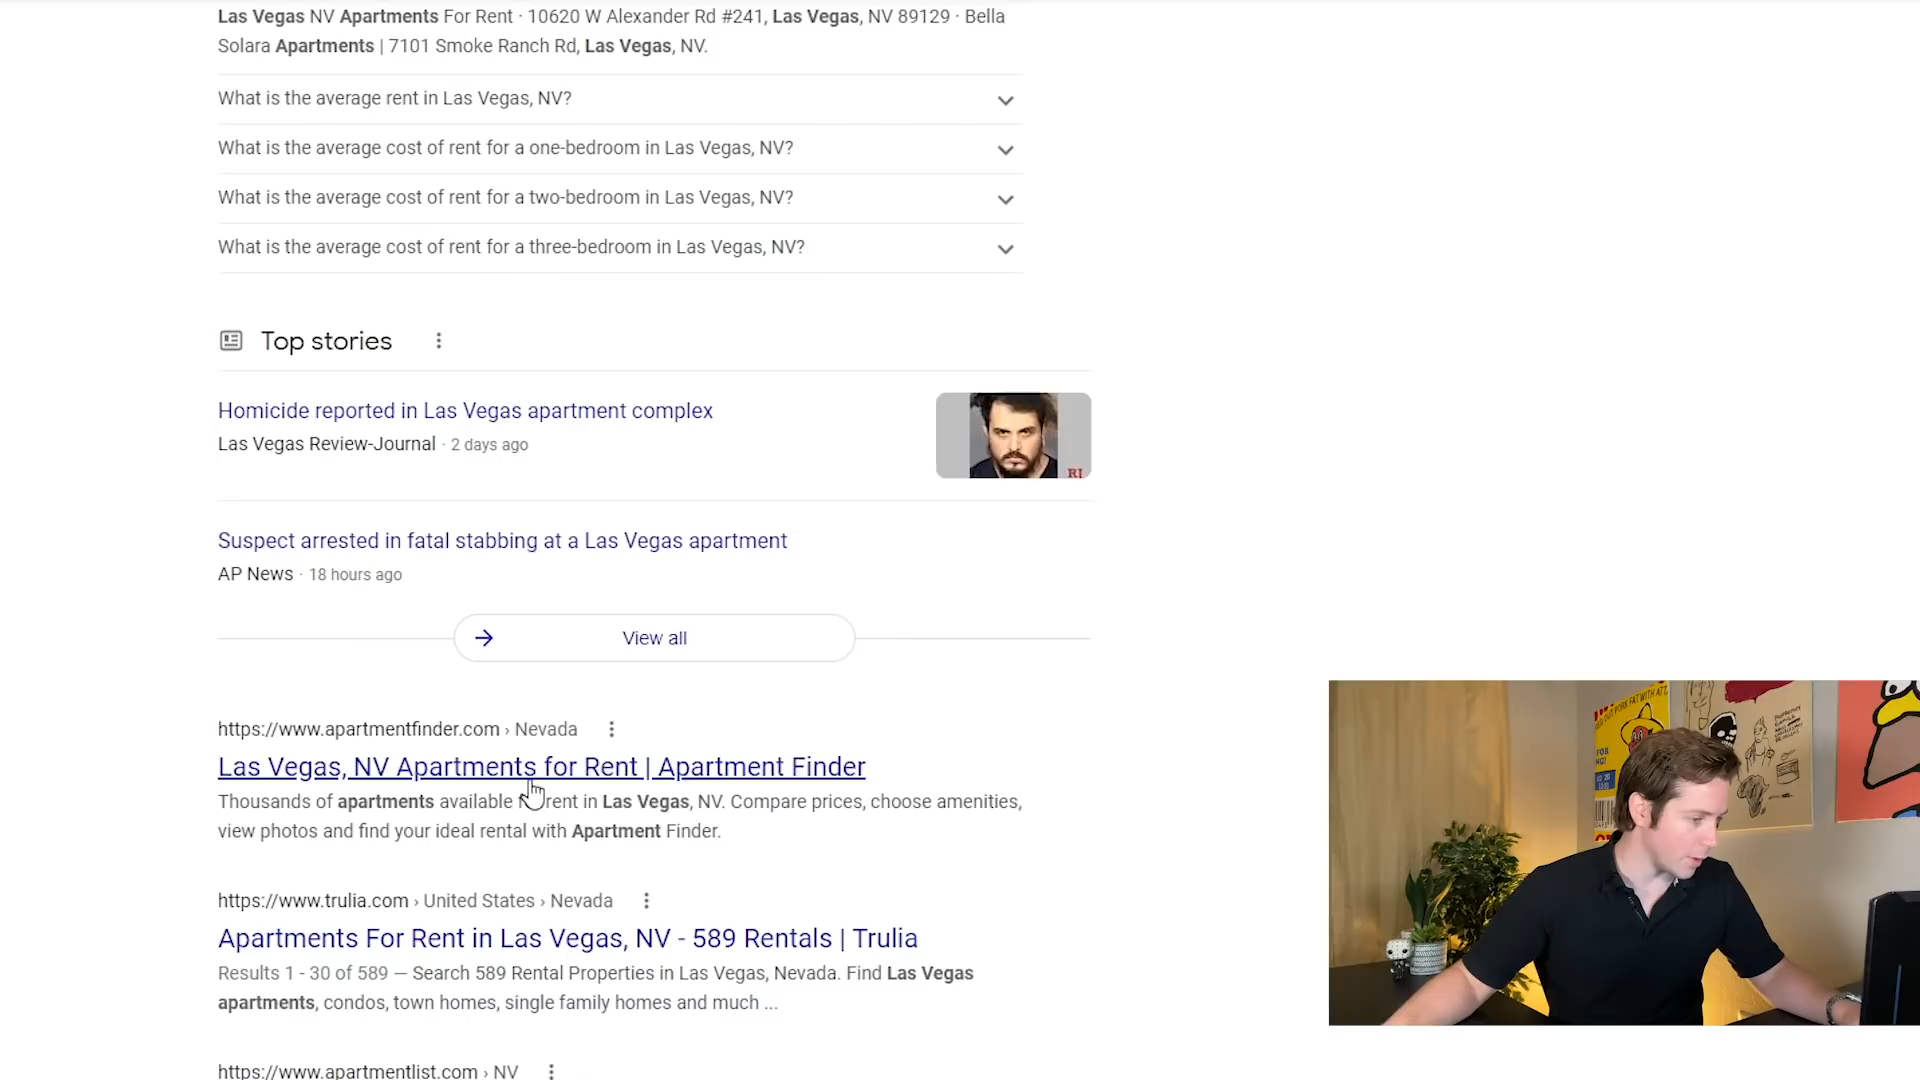 Las Vegas NV Apartments For Rent · 10620 W Alexander Rd #241, Las Vegas, NV 89129 · Bella
Solara Apartments | 7101 Smoke Ranch Rd, Las Vegas, NV.
What is the average rent in Las Vegas, NV?
What is the average cost of rent for a one-bedroom in Las Vegas, NV?
What is the average cost of rent for a two-bedroom in Las Vegas, NV?
What is the average cost of rent for a three-bedroom in Las Vegas, NV?
Top stories
Homicide reported in Las Vegas apartment complex
Las Vegas Review-Journal · 2 days ago
RJ
Suspect arrested in fatal stabbing at a Las Vegas apartment
AP News · 18 hours ago
View all
https://www.apartmentfinder.com › Nevada
Las Vegas, NV Apartments for Rent | Apartment Finder
Thousands of apartments available rent in Las Vegas, NV. Compare prices, choose amenities,
view photos and find your ideal rental with Apartment Finder.
https://www.trulia.com › United States › Nevada
Apartments For Rent in Las Vegas, NV - 589 Rentals | Trulia
Results 1 - 30 of 589 — Search 589 Rental Properties in Las Vegas, Nevada. Find Las Vegas
apartments, condos, town homes, single family homes and much ...
https://www.apartmentlist.com › NV